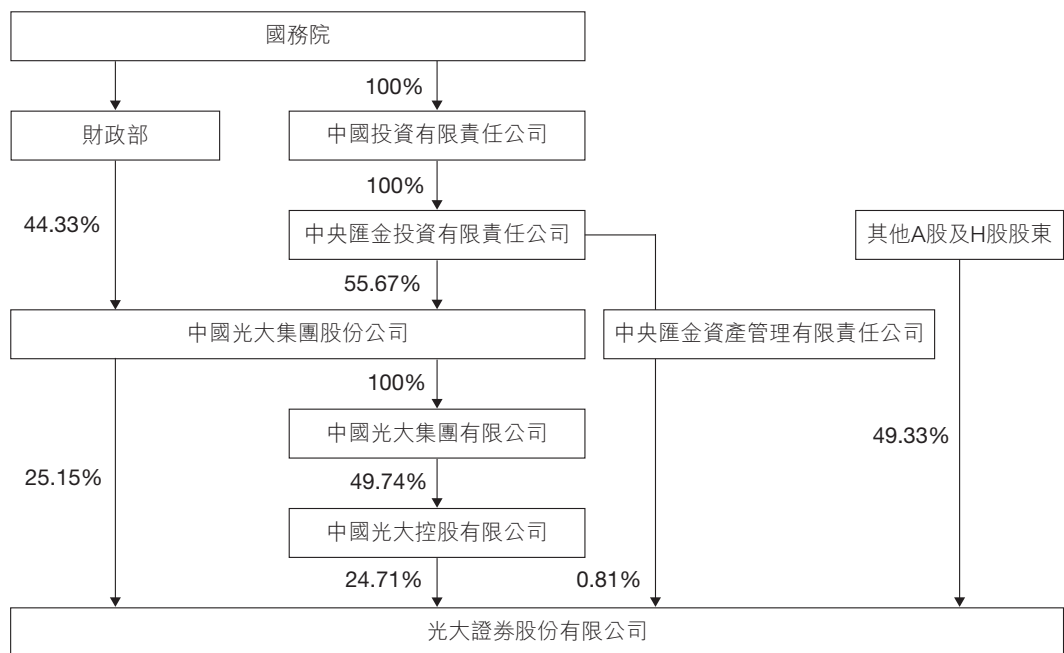 國務院
100%
財政部
中國投資有限責任公司
100%
44.33%
中央匯金投資有限責任公司
其他A股及H股股東
55.67%
中國光大集團股份公司
中央匯金資產管理有限責任公司
100%
中國光大集團有限公司
49.33%
25.15%
49.74%
中國光大控股有限公司
24.71%
0.81%
光大證券股份有限公司